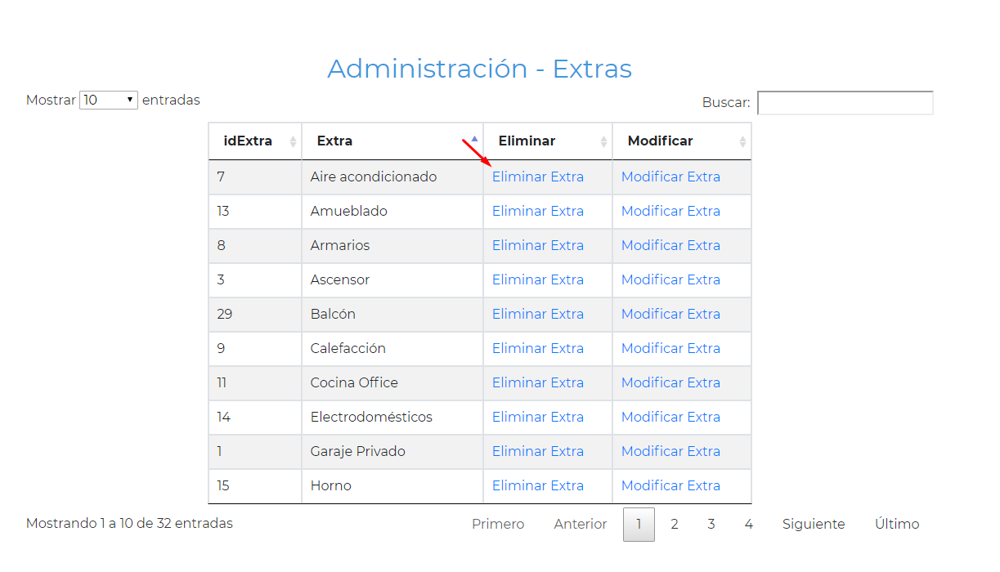 Administración - Extras
Mostrar 10 entradas
Buscar:
idExtra Extra Eliminar Modificar
7 Aire acondicionado Eliminar Extra Modificar Extra
13 Amueblado Eliminar Extra Modificar Extra
8 Armarios Eliminar Extra Modificar Extra
3 Ascensor Eliminar Extra Modificar Extra
29 Balcón Eliminar Extra Modificar Extra
9 Calefacción Eliminar Extra Modificar Extra
11 Cocina Office Eliminar Extra Modificar Extra
14 Electrodomésticos Eliminar Extra Modificar Extra
1 Garaje Privado Eliminar Extra Modificar Extra
15 Horno Eliminar Extra Modificar Extra
Mostrando 1 a 10 de 32 entradas
Primero Anterior 1 2 3 4 Siguiente Último